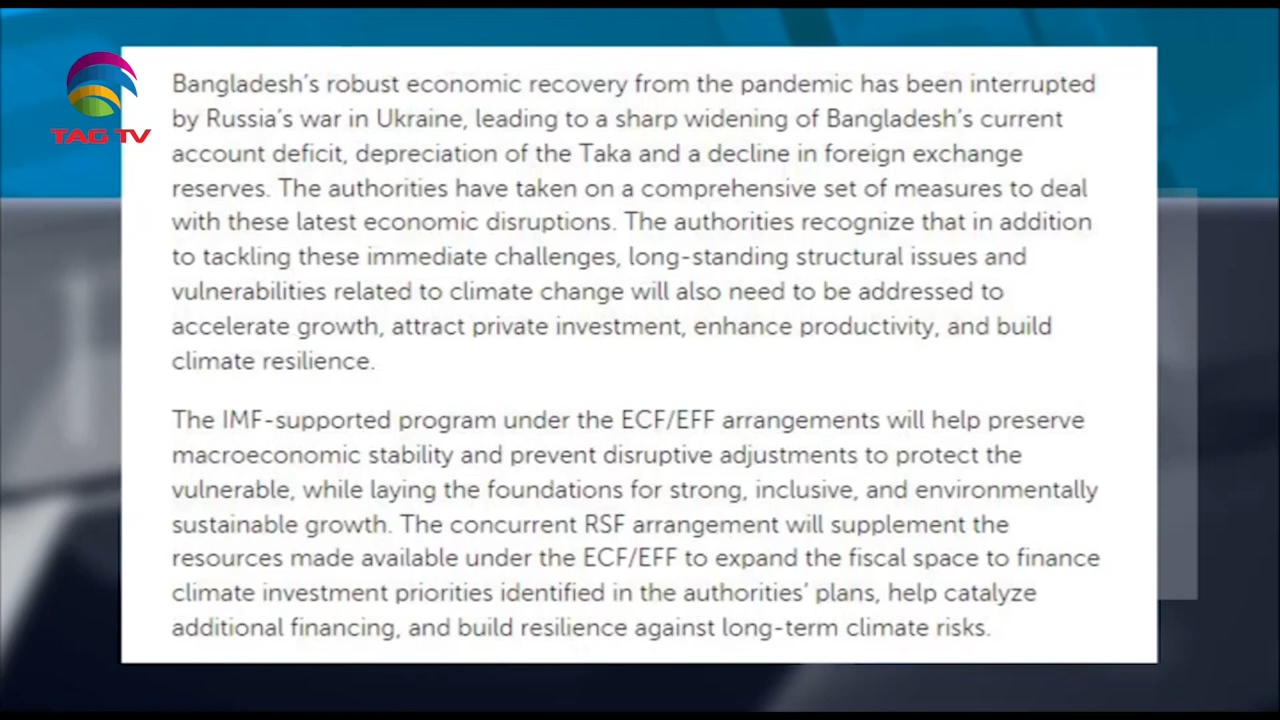 TAG TV
Bangladesh's robust economic recovery from the pandemic has been interrupted
by Russia's war in Ukraine, leading to a sharp widening of Bangladesh's current
account deficit, depreciation of the Taka and a decline in foreign exchange
reserves. The authorities have taken on a comprehensive set of measures to deal
with these latest economic disruptions. The authorities recognize that in addition
to tackling these immediate challenges, long-standing structural issues and
vulnerabilities related to climate change will also need to be addressed to
accelerate growth, attract private investment, enhance productivity, and build
climate resilience.
The IMF-supported program under the ECF/EFF arrangements will help preserve
macroeconomic stability and prevent disruptive adjustments to protect the
vulnerable, while laying the foundations for strong, inclusive, and environmentally
sustainable growth. The concurrent RSF arrangement will supplement the
resources made available under the ECF/EFF to expand the fiscal space to finance
climate investment priorities identified in the authorities' plans, help catalyze
additional financing, and build resilience against long-term climate risks.